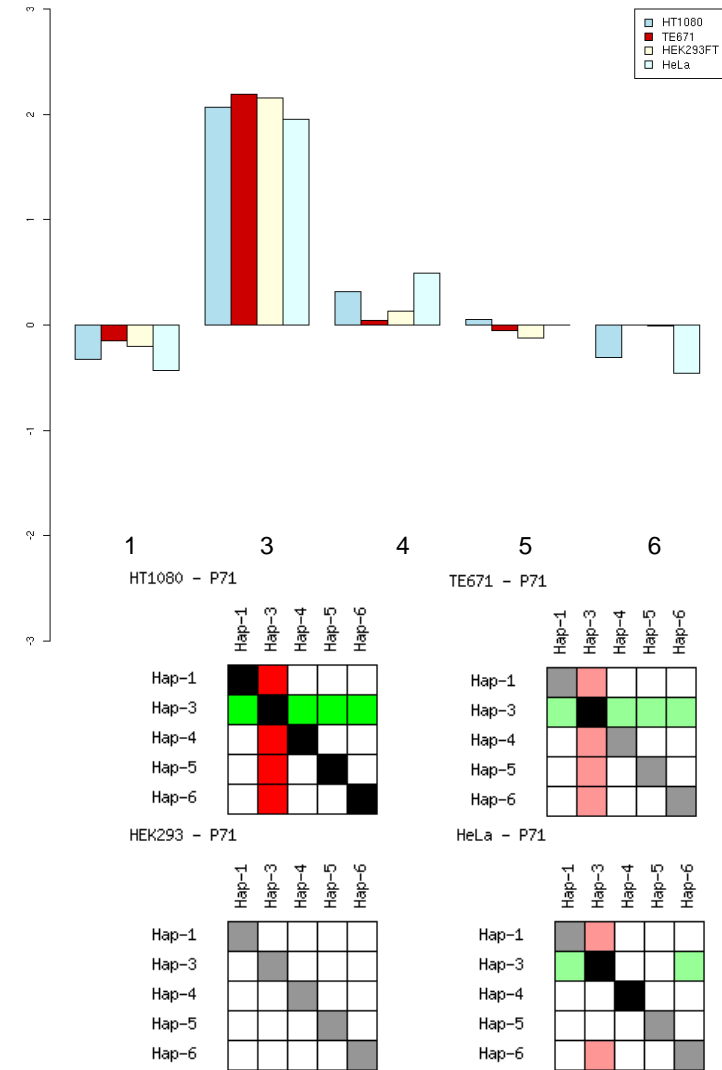 3
HT1080
TE671
HEK293FT
HeLa
2
1
0
-1
-2
1 3 4 5 6
-3
HT1080 - P71
Hap-1 Hap-3 Hap-4 Hap-5 Hap-6
Hap-1
Hap-3
Hap-4
Hap-5
Hap-6
TE671 - P71
Hap-1 Hap-3 Hap-4 Hap-5 Hap-6
Hap-1
Hap-3
Hap-4
Hap-5
Hap-6
HEK293 - P71
Hap-1 Hap-3 Hap-4 Hap-5 Hap-6
Hap-1
Hap-3
Hap-4
Hap-5
Hap-6
HeLa - P71
Hap-1 Hap-3 Hap-4 Hap-5 Hap-6
Hap-1
Hap-3
Hap-4
Hap-5
Hap-6